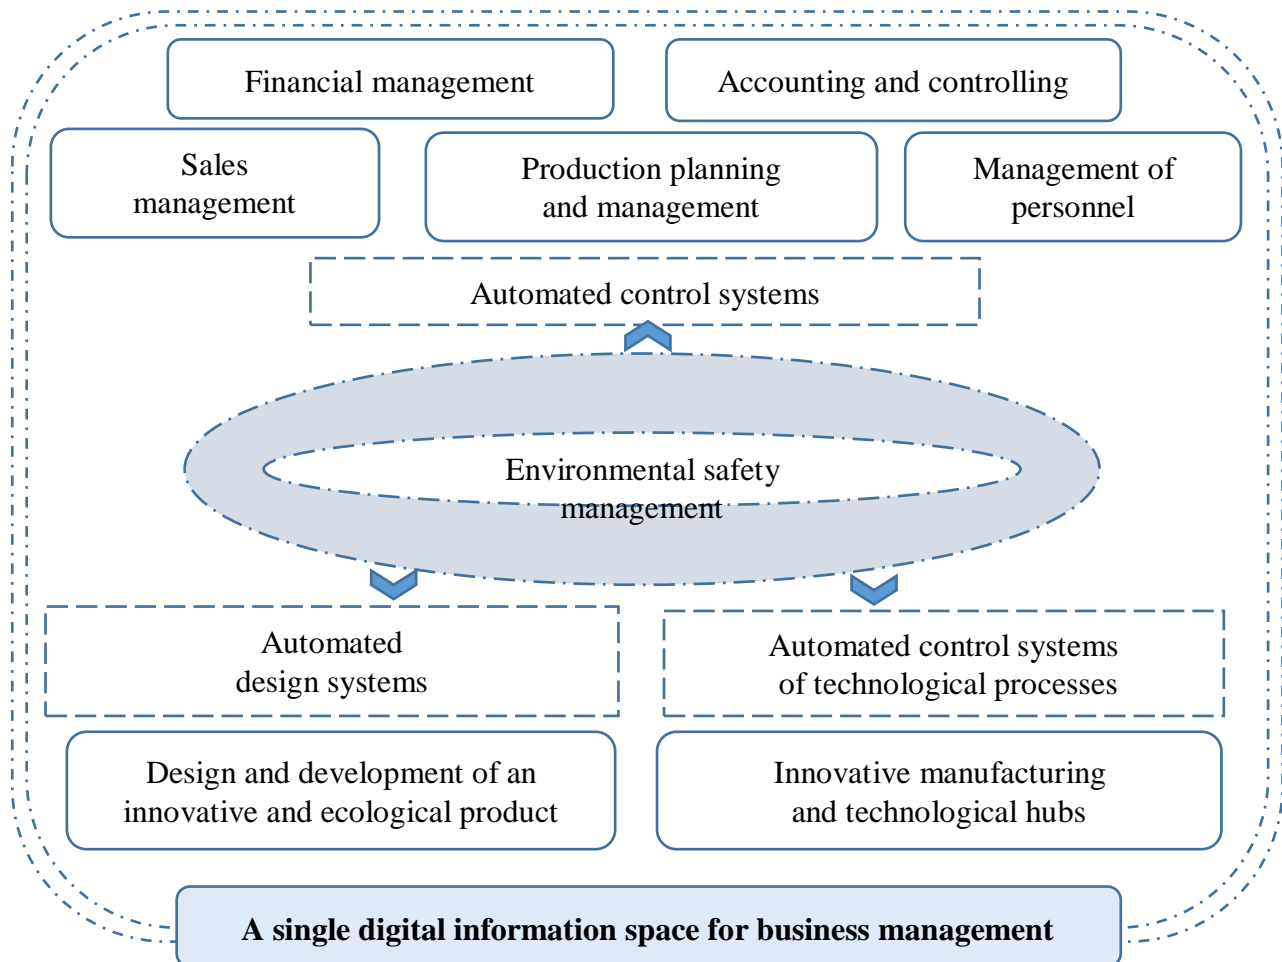 Financial management
Accounting and controlling
Sales
management
Production planning
and management
Management of
personnel
Automated control systems
Environmental safety
management
Automated
design systems
Automated control systems
of technological processes
Design and development of an
innovative and ecological product
Innovative manufacturing
and technological hubs
A single digital information space for business management